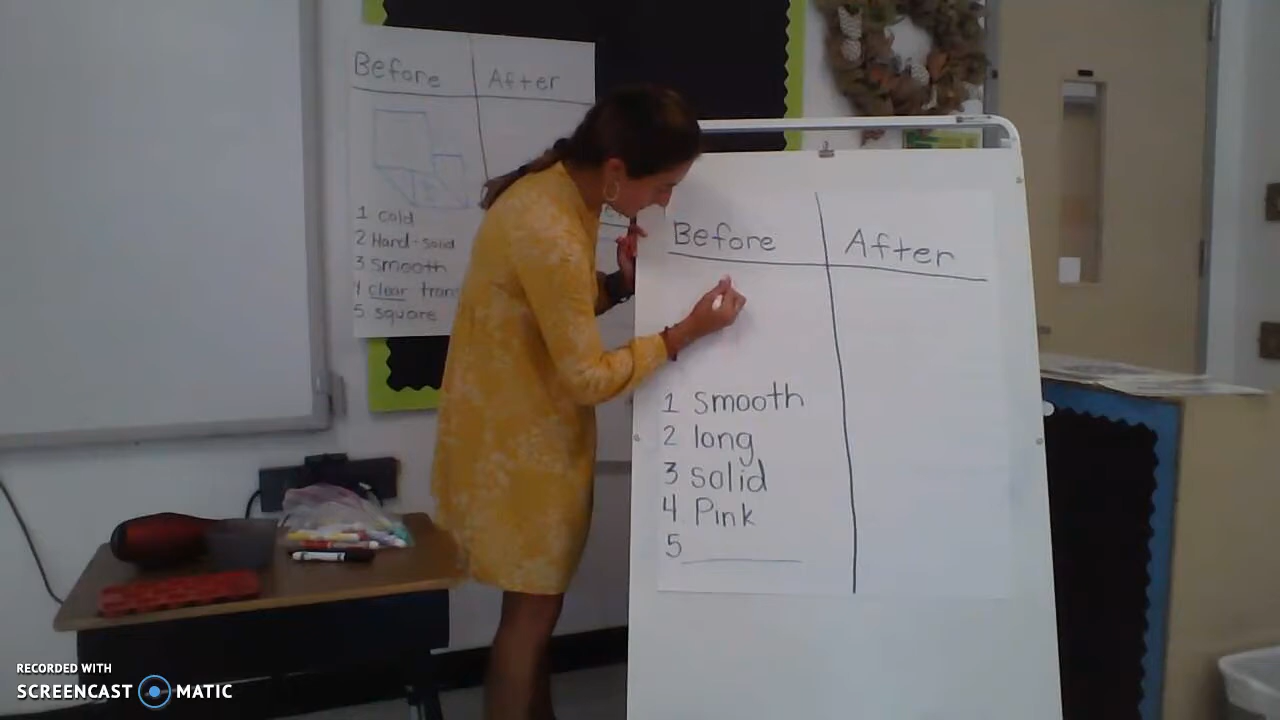 Before After
1 cold
2 Hard-solid
3 smooth
4 clear tran
5 square
Before After
1 smooth
2 long
3 solid
4 Pink
5
RECORDED WITH
SCREENCAST MATIC